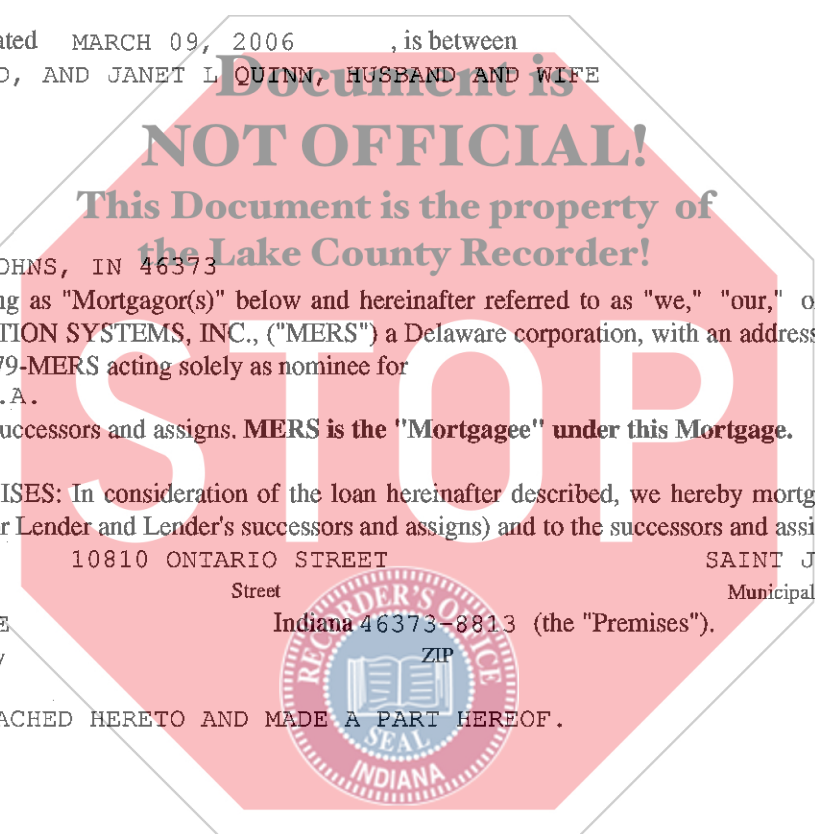 ated MARCH 09, 2006 , is between
O, AND JANET L QUINN, HUSBAND AND WIFE
Document is
NOT OFFICIAL!
This Document is the property of
the Lake County Recorder!
OHNS, IN 46373
ng as "Mortgagor(s)" below and hereinafter referred to as "we," "our," o
TION SYSTEMS, INC., ("MERS") a Delaware corporation, with an address
79-MERS acting solely as nominee for
.A.
uccessors and assigns. MERS is the "Mortgagee" under this Mortgage.
STOP
ISES: In consideration of the loan hereinafter described, we hereby mortg
r Lender and Lender's successors and assigns) and to the successors and assi
10810 ONTARIO STREET SAINT J
Street Municipal
E Indiana 46373-8813 (the "Premises").
y ZIP
ACHED HERETO AND MADE A PART HEREOF.
RECORDER'S OFFICE
SEAL
INDIANA